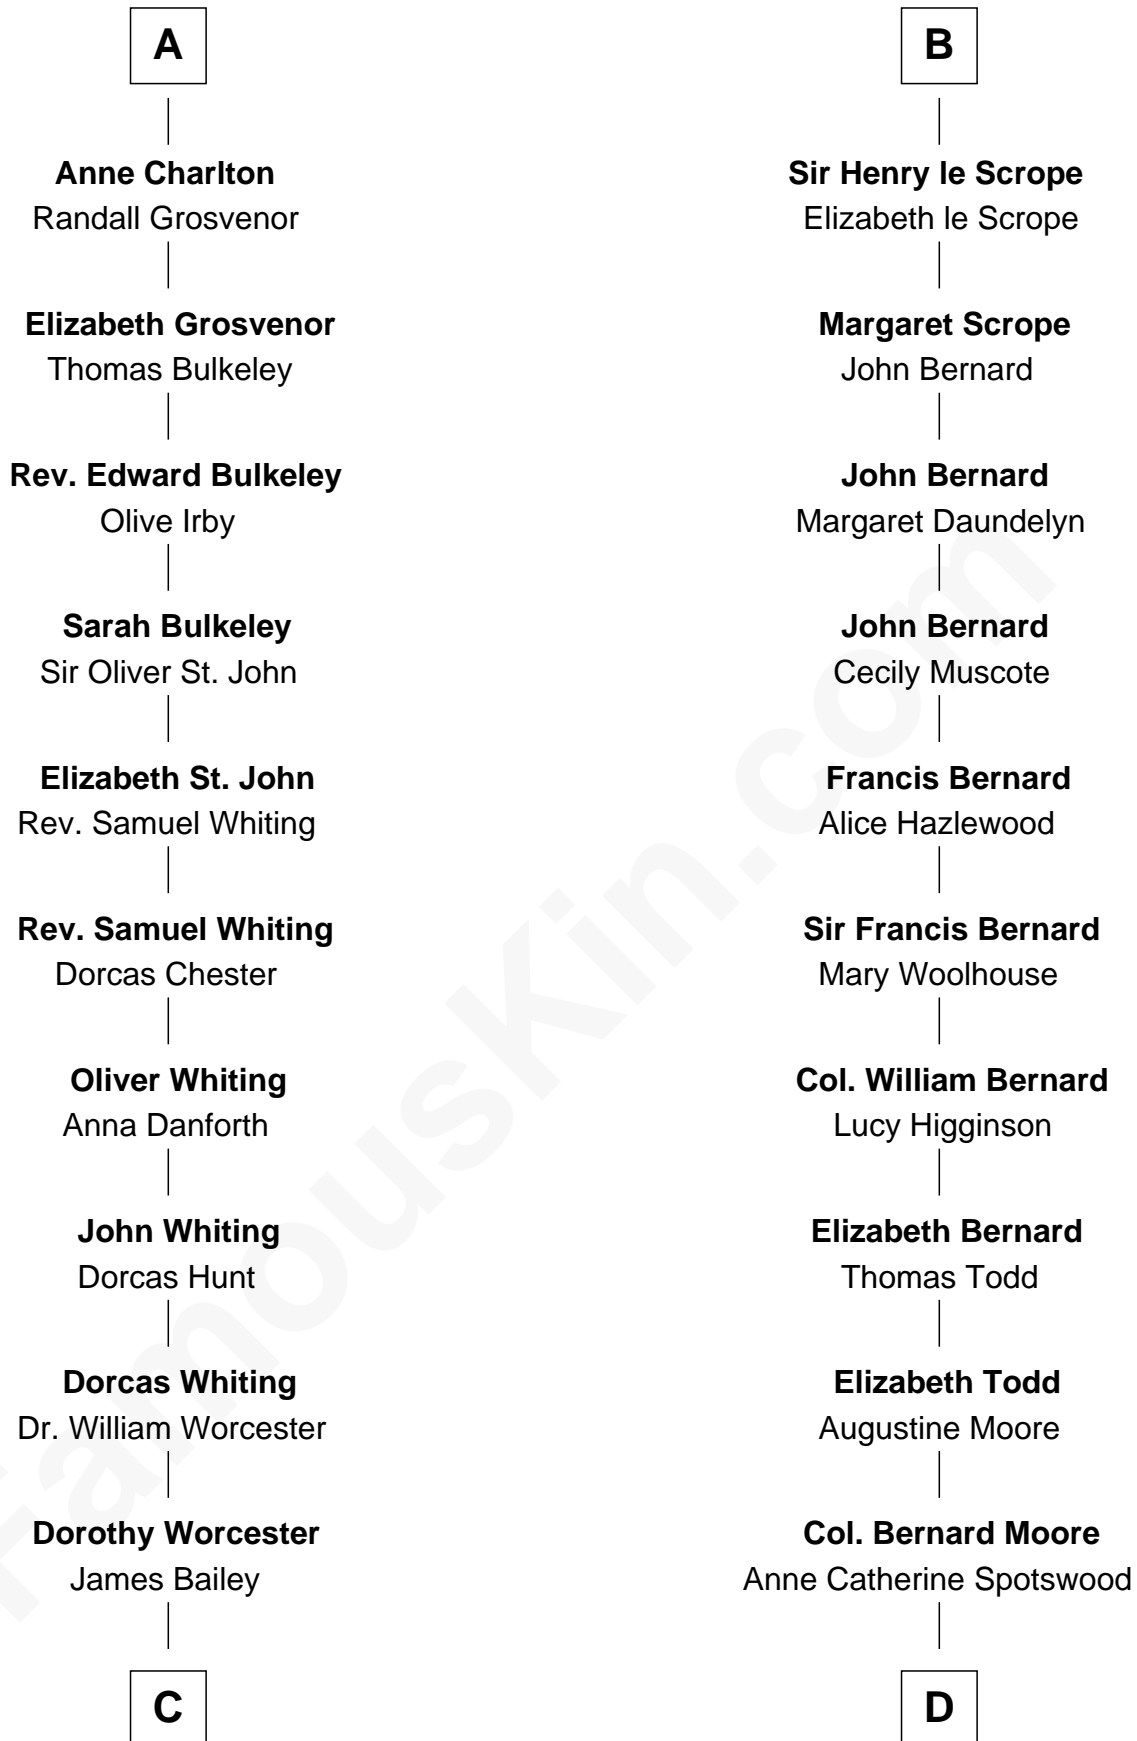 A
Anne Charlton
Randall Grosvenor
Elizabeth Grosvenor
Thomas Bulkeley
Rev. Edward Bulkeley
Olive Irby
Sarah Bulkeley
Sir Oliver St. John
Elizabeth St. John
Rev. Samuel Whiting
Rev. Samuel Whiting
Dorcas Chester
Oliver Whiting
Anna Danforth
John Whiting
Dorcas Hunt
Dorcas Whiting
Dr. William Worcester
Dorothy Worcester
James Bailey
C
B
Sir Henry le Scrope
Elizabeth le Scrope
Margaret Scrope
John Bernard
John Bernard
Margaret Daundelyn
John Bernard
Cecily Muscote
Francis Bernard
Alice Hazlewood
Sir Francis Bernard
Mary Woolhouse
Col. William Bernard
Lucy Higginson
Elizabeth Bernard
Thomas Todd
Elizabeth Todd
Augustine Moore
Col. Bernard Moore
Anne Catherine Spotswood
D
FamousKin.com